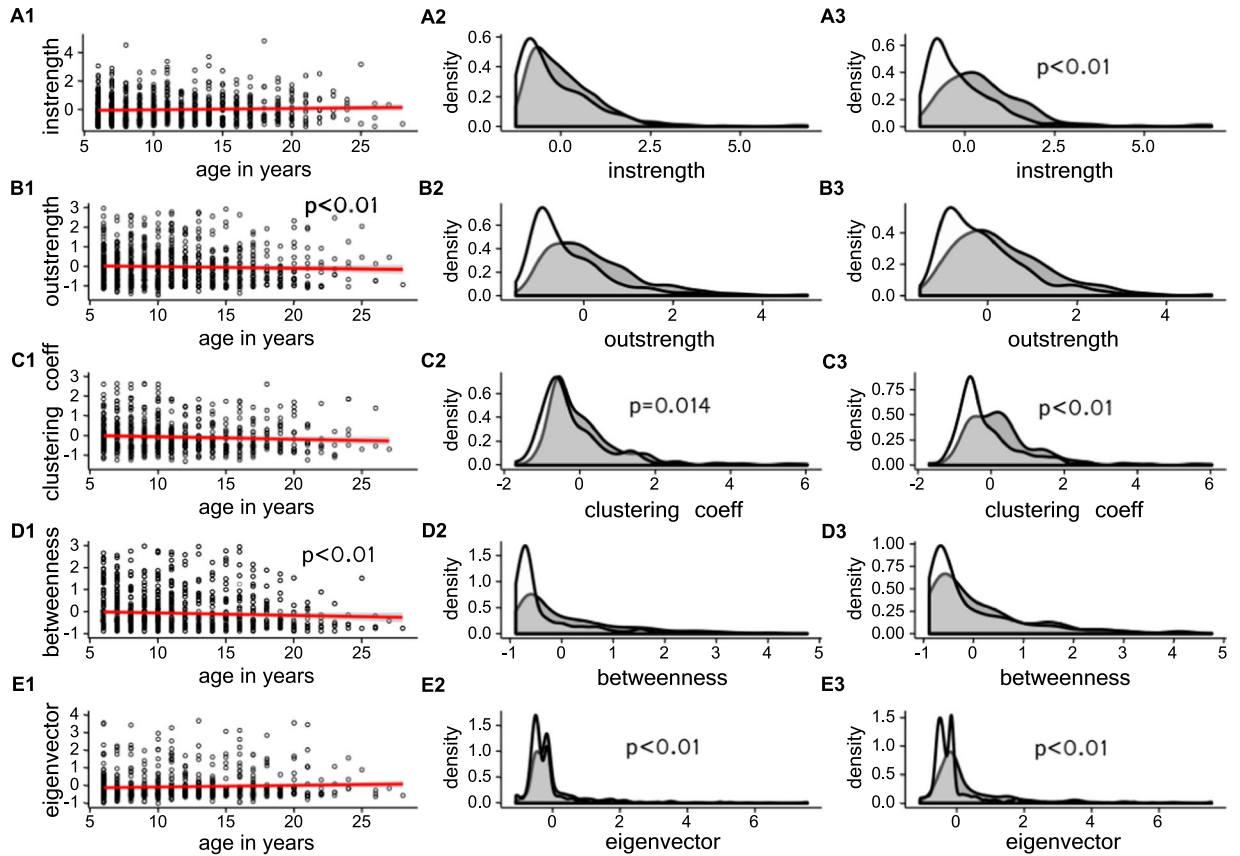 A1
instrength
4
2
0
5
10
15
20
25
age in years
A2
density
0.6
0.4
0.2
0.0
0.0
2.5
5.0
instrength
A3
density
0.6
0.4
0.2
0.0
p<0.01
0.0
2.5
5.0
instrength
B1
outstrength
3
2
1
0
-1
p<0.01
5
10
15
20
25
age in years
B2
density
0.6
0.4
0.2
0.0
0
2
4
outstrength
B3
density
0.4
0.2
0.0
0
2
4
outstrength
C1
clustering coeff
3
2
1
0
-1
5
10
15
20
25
age in years
C2
density
0.6
0.4
0.2
0.0
p=0.014
-2
0
2
4
6
clustering coeff
C3
density
0.75
0.50
0.25
0.00
p<0.01
-2
0
2
4
6
clustering coeff
D1
betweenness
3
2
1
0
-1
p<0.01
5
10
15
20
25
age in years
D2
density
1.5
1.0
0.5
0.0
-1
0
1
2
3
4
5
betweenness
D3
density
1.00
0.75
0.50
0.25
0.00
-1
0
1
2
3
4
5
betweenness
E1
eigenvector
4
3
2
1
0
-1
5
10
15
20
25
age in years
E2
density
1.5
1.0
0.5
0.0
p<0.01
0
2
4
6
eigenvector
E3
density
1.5
1.0
0.5
0.0
p<0.01
0
2
4
6
eigenvector